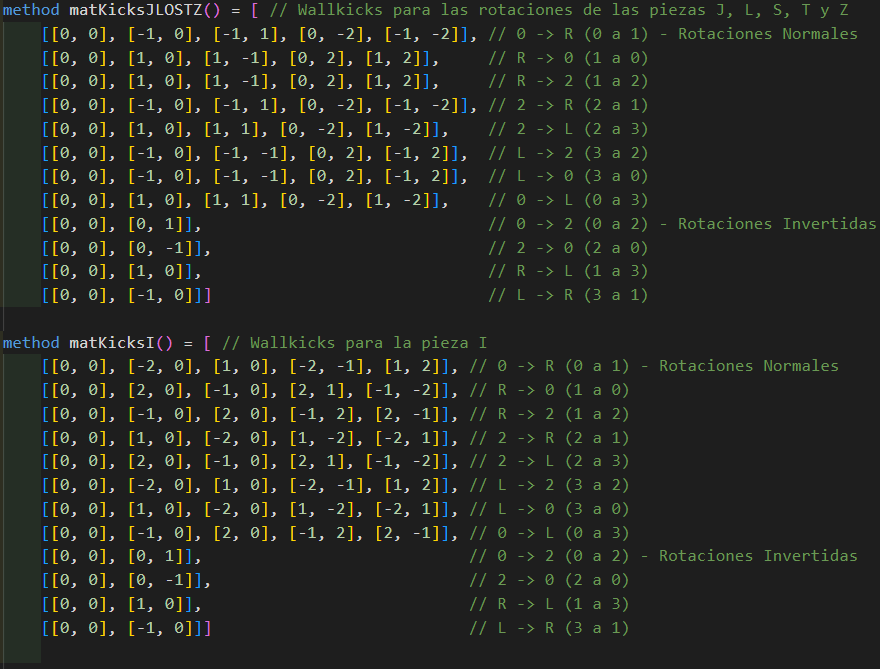 method matKicksJLOSTZ() = [ // Wallkicks para las rotaciones de las piezas J, L, S, T y Z
[[0, 0], [-1, 0], [-1, 1], [0, -2], [-1, -2]], // 0 -> R (0 a 1) - Rotaciones Normales
[[0, 0], [1, 0], [1, -1], [0, 2], [1, 2]], // R -> 0 (1 a 0)
[[0, 0], [1, 0], [1, -1], [0, 2], [1, 2]], // R -> 2 (1 a 2)
[[0, 0], [-1, 0], [-1, 1], [0, -2], [-1, -2]], // 2 -> R (2 a 1)
[[0, 0], [1, 0], [1, 1], [0, -2], [1, -2]], // 2 -> L (2 a 3)
[[0, 0], [-1, 0], [-1, -1], [0, 2], [-1, 2]], // L -> 2 (3 a 2)
[[0, 0], [-1, 0], [-1, -1], [0, 2], [-1, 2]], // L -> 0 (3 a 0)
[[0, 0], [1, 0], [1, 1], [0, -2], [1, -2]], // 0 -> L (0 a 3)
[[0, 0], [0, 1]], // 0 -> 2 (0 a 2) - Rotaciones Invertidas
[[0, 0], [0, -1]], // 2 -> 0 (2 a 0)
[[0, 0], [1, 0]], // R -> L (1 a 3)
[[0, 0], [-1, 0]]] // L -> R (3 a 1)
method matKicksI() = [ // Wallkicks para la pieza I
[[0, 0], [-2, 0], [1, 0], [-2, -1], [1, 2]], // 0 -> R (0 a 1) - Rotaciones Normales
[[0, 0], [2, 0], [-1, 0], [2, 1], [-1, -2]], // R -> 0 (1 a 0)
[[0, 0], [-1, 0], [2, 0], [-1, 2], [2, -1]], // R -> 2 (1 a 2)
[[0, 0], [1, 0], [-2, 0], [1, -2], [-2, 1]], // 2 -> R (2 a 1)
[[0, 0], [2, 0], [-1, 0], [2, 1], [-1, -2]], // 2 -> L (2 a 3)
[[0, 0], [-2, 0], [1, 0], [-2, -1], [1, 2]], // L -> 2 (3 a 2)
[[0, 0], [1, 0], [-2, 0], [1, -2], [-2, 1]], // L -> 0 (3 a 0)
[[0, 0], [-1, 0], [2, 0], [-1, 2], [2, -1]], // 0 -> L (0 a 3)
[[0, 0], [0, 1]], // 0 -> 2 (0 a 2) - Rotaciones Invertidas
[[0, 0], [0, -1]], // 2 -> 0 (2 a 0)
[[0, 0], [1, 0]], // R -> L (1 a 3)
[[0, 0], [-1, 0]]] // L -> R (3 a 1)